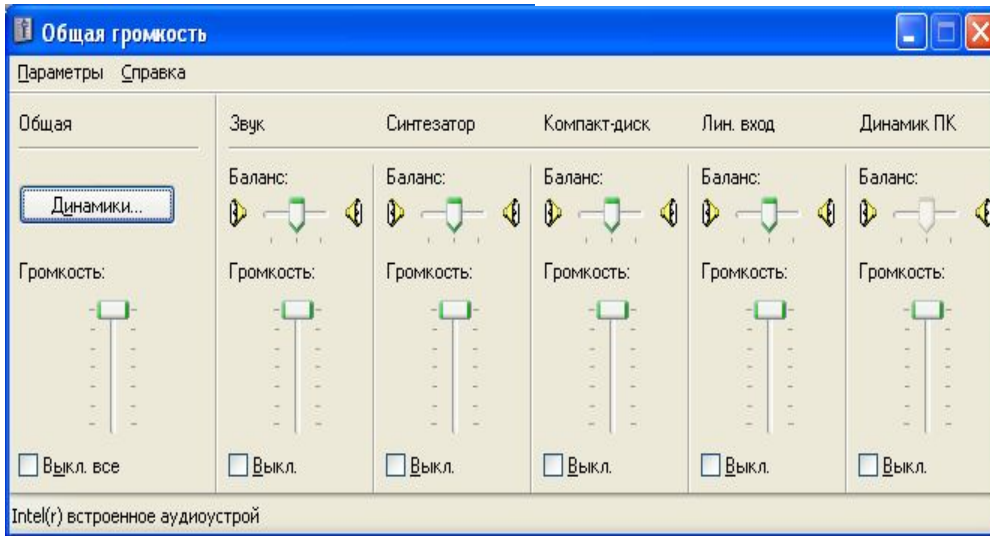 Общая громкость
Параметры Справка
Общая Звук Синтезатор Компакт-диск Лин. вход Динамик ПК
Баланс: Баланс: Баланс: Баланс: Баланс:
Динамики...
Громкость: Громкость: Громкость: Громкость: Громкость: Громкость:
Выкл. все Выкл. Выкл. Выкл. Выкл. Выкл.
Intel(r) встроенное аудиоустрой